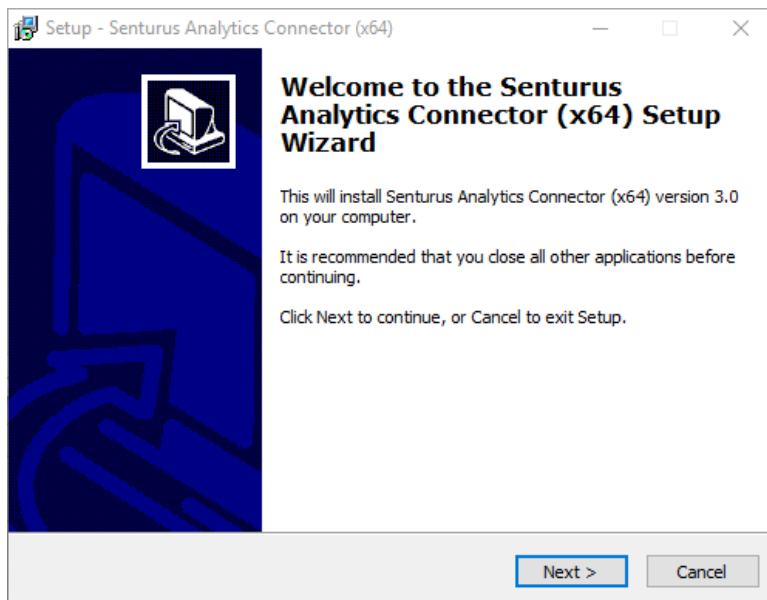 Setup - Senturus Analytics Connector (x64)
Welcome to the Senturus
Analytics Connector (x64) Setup
Wizard
This will install Senturus Analytics Connector (x64) version 3.0
on your computer.
It is recommended that you close all other applications before
continuing.
Click Next to continue, or Cancel to exit Setup.
Next >
Cancel